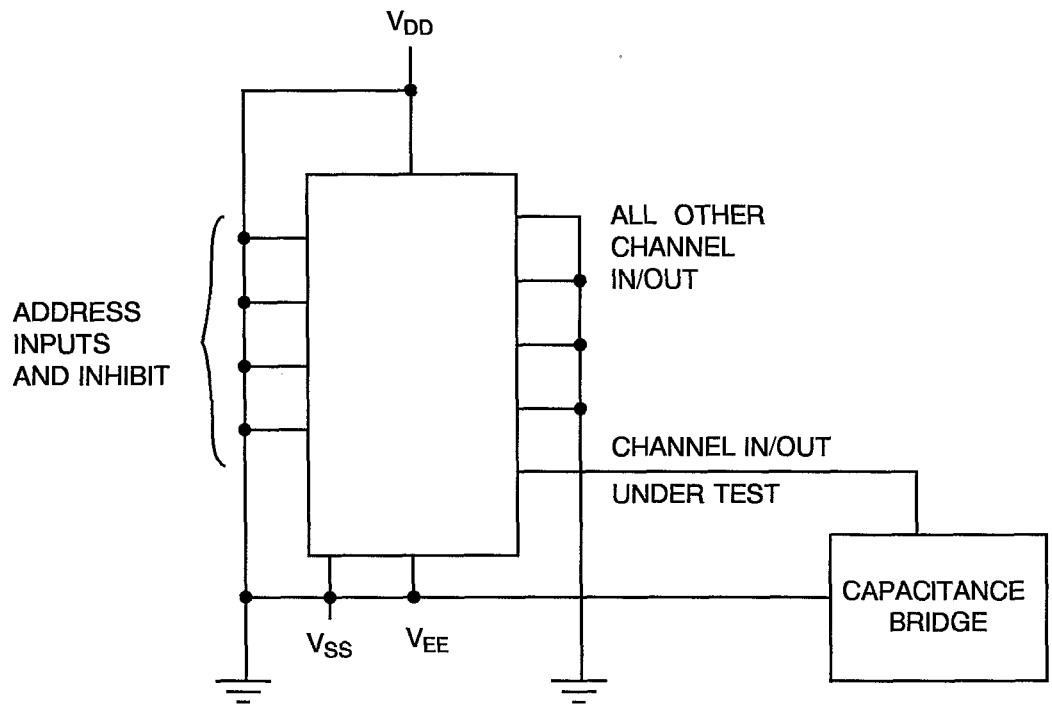 VDD
ALL OTHER
CHANNEL
IN/OUT
ADDRESS
INPUTS
AND INHIBIT
CHANNEL IN/OUT
UNDER TEST
CAPACITANCE
BRIDGE
VSS
VEE